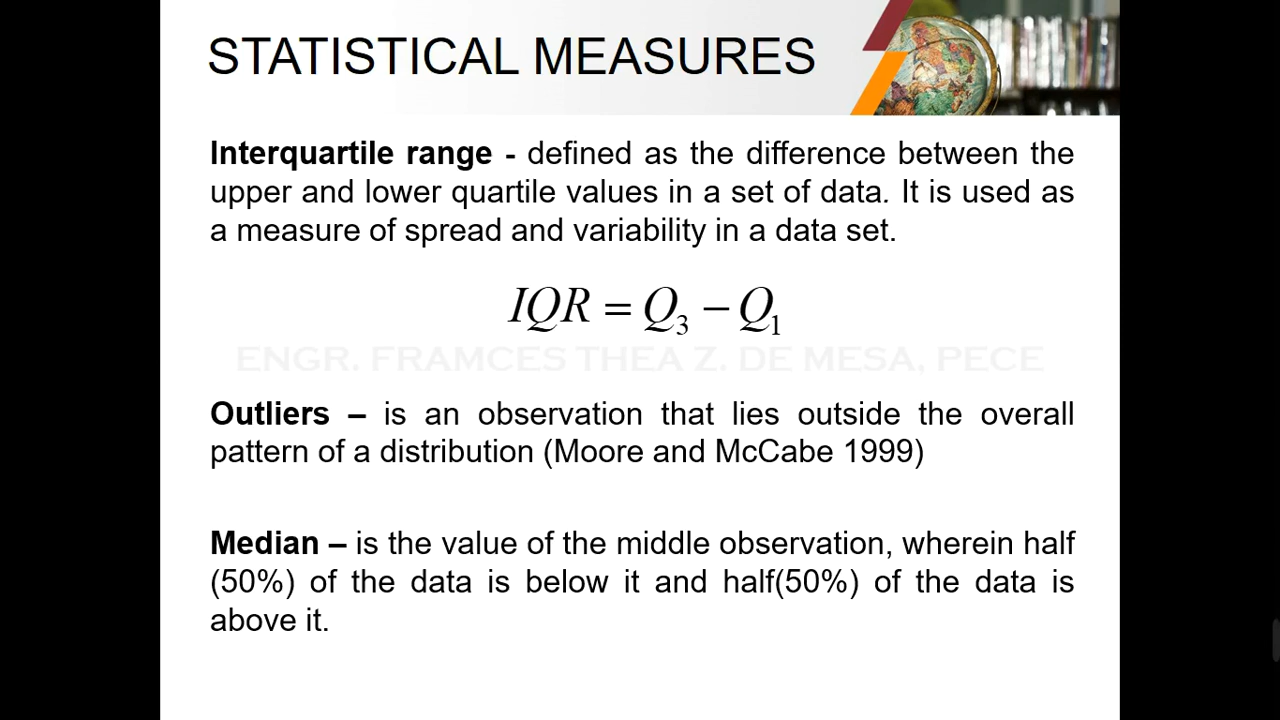 STATISTICAL MEASURES
Interquartile range - defined as the difference between the
upper and lower quartile values in a set of data. It is used as
a measure of spread and variability in a data set.
IQR = Q₃ − Q₁
ENGR. FRAMCES THEA Z. DE MESA, PECE
Outliers – is an observation that lies outside the overall
pattern of a distribution (Moore and McCabe 1999)
Median – is the value of the middle observation, wherein half
(50%) of the data is below it and half(50%) of the data is
above it.